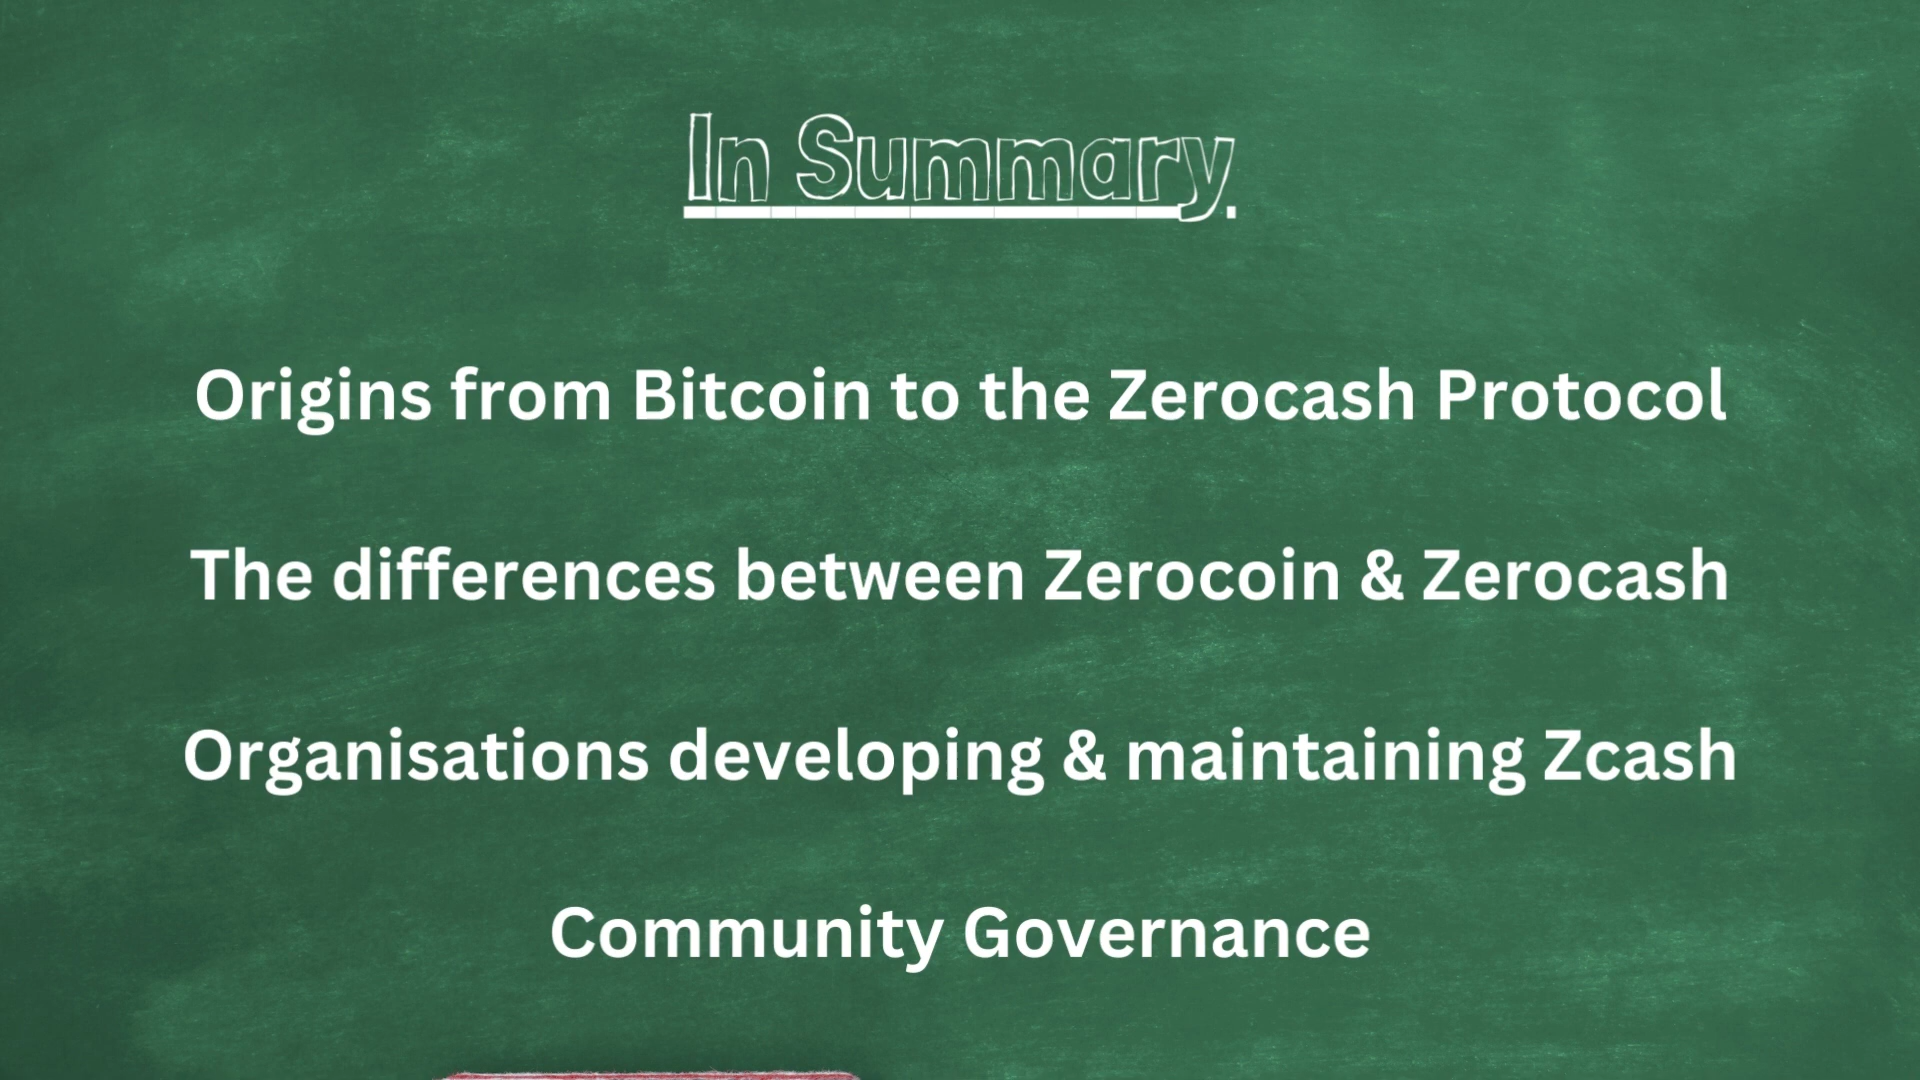 In Summary.
Origins from Bitcoin to the Zerocash Protocol
The differences between Zerocoin & Zerocash
Organisations developing & maintaining Zcash
Community Governance